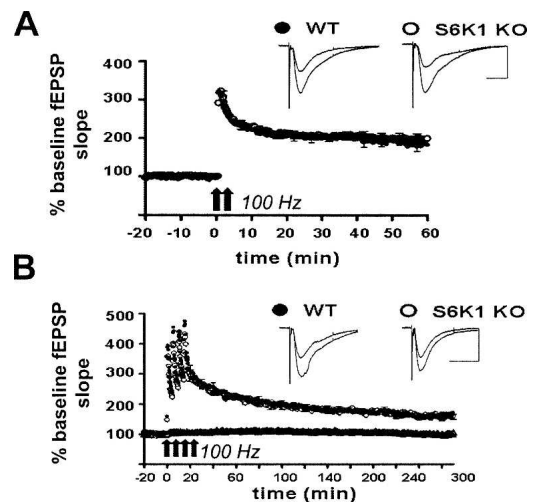 A
WT S6K1 KO
% baseline fEPSP
slope
400
300
200
100
100 Hz
-20 -10 0 10 20 30 40 50 60
time (min)
B
WT S6K1 KO
% baseline fEPSP
slope
500
400
300
200
100
100 Hz
-20 0 20 60 100 140 180 220 260 300
time (min)